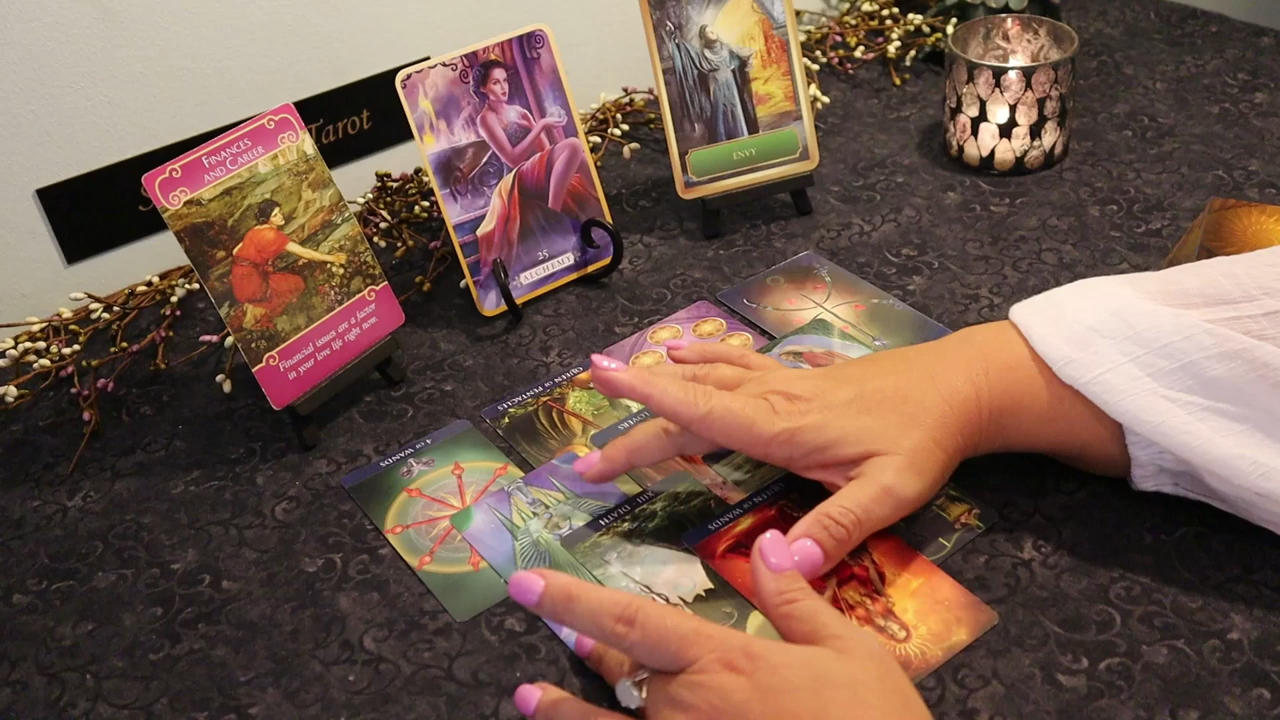 Tarot
FINANCES
AND CAREER
Financial issues are a factor
in your love life right now.
25
ALCHEMY
ENVY
QUEEN OF PENTACLES
LOVERS
4 OF WANDS
XIII - DEATH
QUEEN OF WANDS